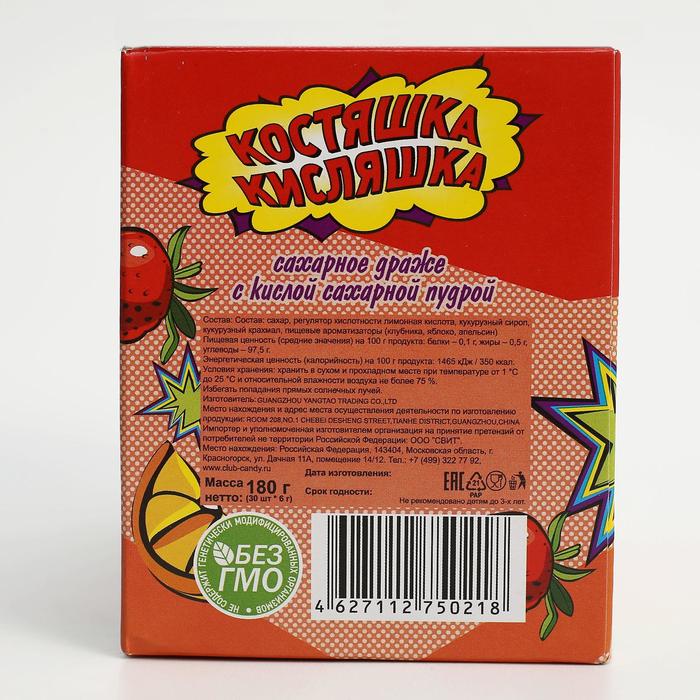 КОСТЯШКА
КИСЛЯШКА
сахарное драже
с кислой сахарной пудрой
Состав: Состав: сахар, регулятор кислотности лимонная кислота, кукурузный сироп,
кукурузный крахмал, пищевые ароматизаторы (клубника, яблоко, апельсин)
Пищевая ценность (средние значения) на 100 г продукта: белки – 0,1 г, жиры – 0,5 г,
углеводы – 97,5 г.
Энергетическая ценность (калорийность) на 100 г продукта: 1465 кДж / 350 ккал.
Условия хранения: хранить в сухом и прохладном месте при температуре от 1 °C
до 25 °C и относительной влажности воздуха не более 75 %.
Избегать попадания прямых солнечных лучей.
Изготовитель: GUANGZHOU YANGTAO TRADING CO.,LTD
Место нахождения и адрес места осуществления деятельности по изготовлению
продукции: ROOM 208,NO.1 CHEBEI DESHENG STREET,TIANHE DISTRICT,GUANGZHOU,CHINA
Импортер и уполномоченная изготовителем организация на принятие претензий от
потребителей не территории Российской Федерации: ООО "СВИТ".
Место нахождения: Российская Федерация, 143404, Московская область, г.
Красногорск, ул. Дачная 11А, помещение 14/12. Тел.: +7 (499) 322 77 92,
www.club-candy.ru
Масса нетто: 180 г
(30 шт * 6 г)
Дата изготовления:
Срок годности:
EAC 21 PAP
Не рекомендовано детям до 3-х лет.
БЕЗ
ГМО
НЕ СОДЕРЖИТ ГЕНЕТИЧЕСКИ МОДИФИЦИРОВАННЫХ ОРГАНИЗМОВ
4 627112 750218